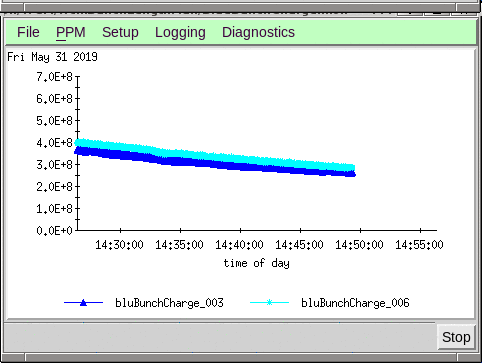 File PPM Setup Logging Diagnostics
Fri May 31 2019
7.0E+8
6.0E+8
5.0E+8
4.0E+8
3.0E+8
2.0E+8
1.0E+8
0.0E+0
14:30:00 14:35:00 14:40:00 14:45:00 14:50:00 14:55:00
time of day
bluBunchCharge_003 bluBunchCharge_006
Stop